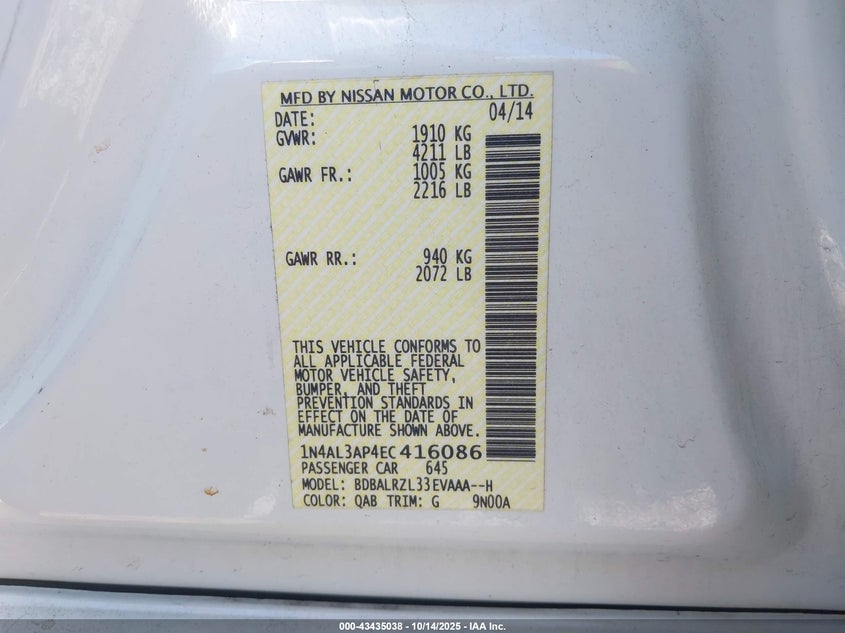 MFD BY NISSAN MOTOR CO., LTD.
DATE: 04/14
GVWR: 1910 KG
4211 LB
GAWR FR.: 1005 KG
2216 LB
GAWR RR.: 940 KG
2072 LB
THIS VEHICLE CONFORMS TO
ALL APPLICABLE FEDERAL
MOTOR VEHICLE SAFETY,
BUMPER, AND THEFT
PREVENTION STANDARDS IN
EFFECT ON THE DATE OF
MANUFACTURE SHOWN ABOVE.
1N4AL3AP4EC416086
PASSENGER CAR 645
MODEL: BDBALRZL33EVAAA--H
COLOR: QAB TRIM: G 9N00A
000-43435038 - 10/14/2025 - IAA Inc.